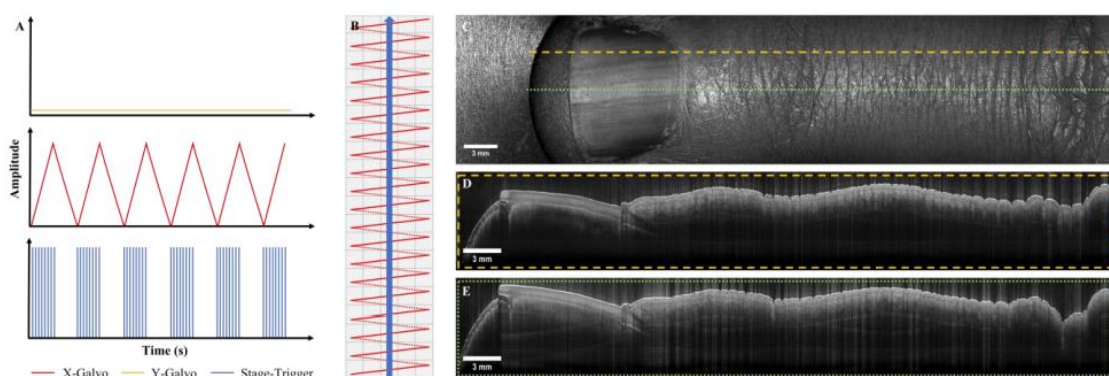 A
Amplitude
Time (s)
X-Galvo Y-Galvo Stage-Trigger
B
C
3 mm
D
3 mm
E
3 mm